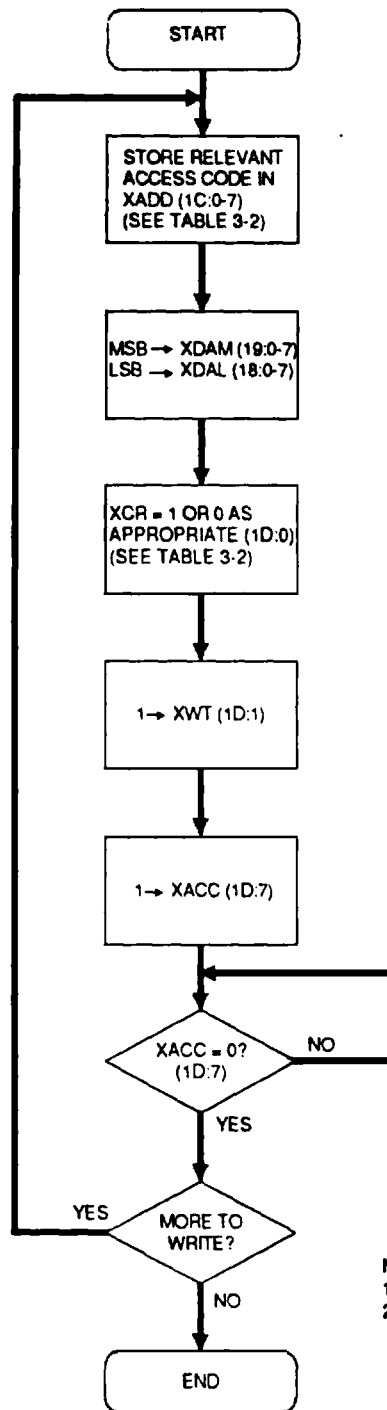 START
STORE RELEVANT
ACCESS CODE IN
XADD (1C:0-7)
(SEE TABLE 3-2)
MSB → XDAM (19:0-7)
LSB → XDAL (18:0-7)
XCR = 1 OR 0 AS
APPROPRIATE (1D:0)
(SEE TABLE 3-2)
1→ XWT (1D:1)
1→ XACC (1D:7)
XACC = 0?
(1D:7)
NO
YES
YES
MORE TO
WRITE?
NO
1
2
END